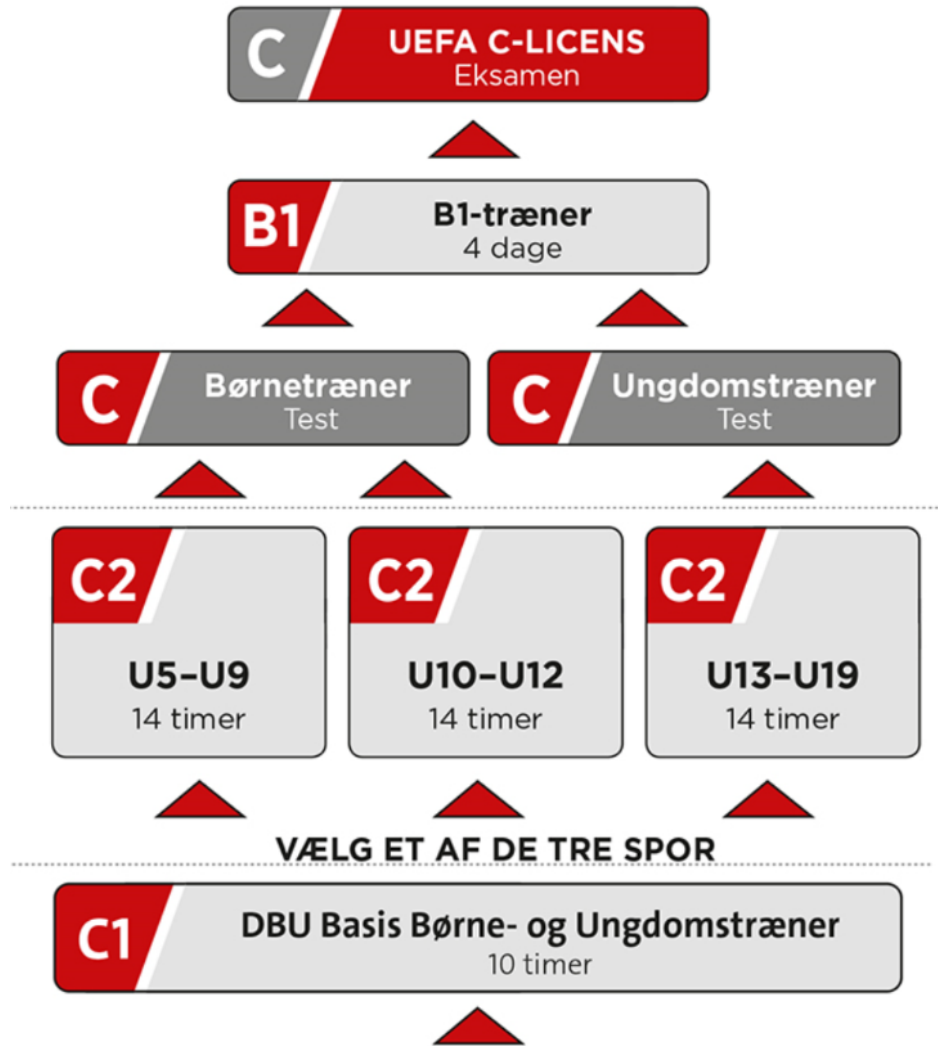 C
UEFA C-LICENS
Eksamen
B1
B1-træner
4 dage
C
Børnetræner
Test
C
Ungdomstræner
Test
C2
U5–U9
14 timer
C2
U10–U12
14 timer
C2
U13–U19
14 timer
VÆLG ET AF DE TRE SPOR
C1
DBU Basis Børne- og Ungdomstræner
10 timer